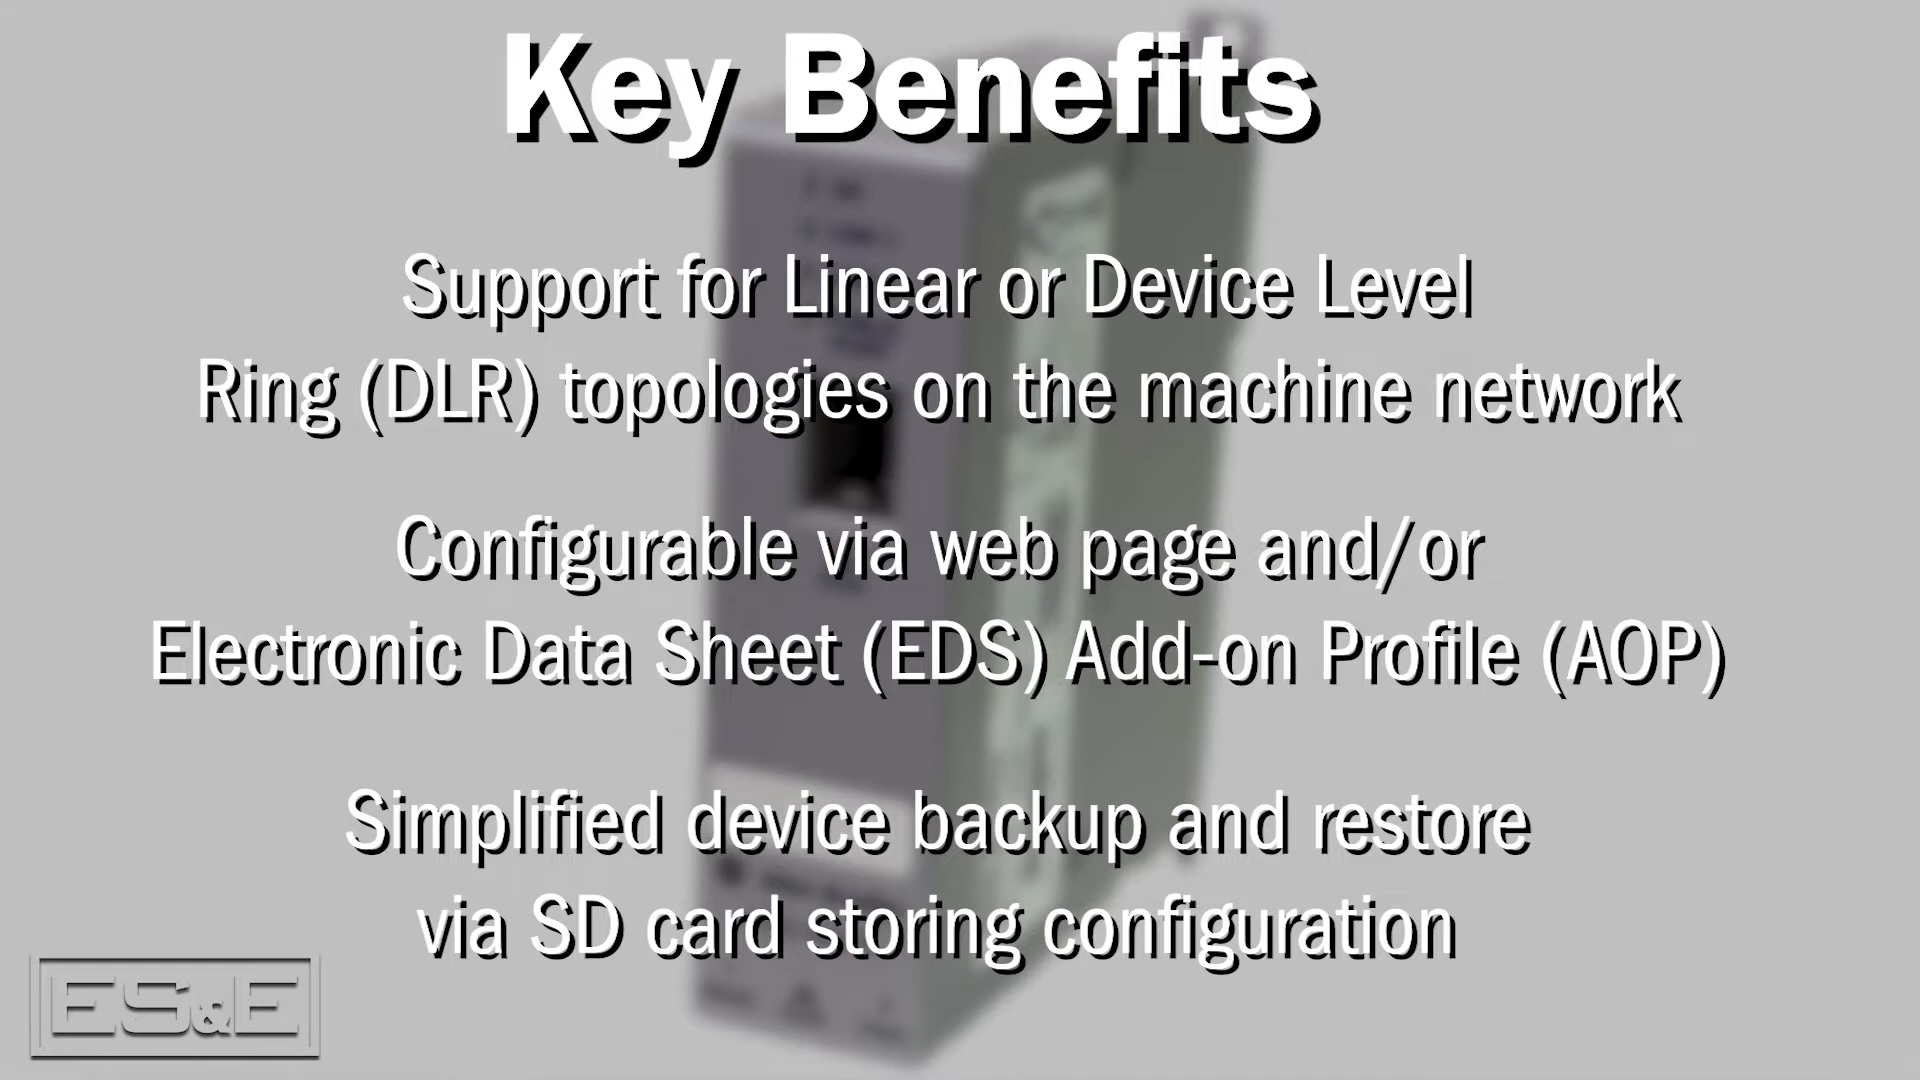 Key Benefits
Support for Linear or Device Level
Ring (DLR) topologies on the machine network
Configurable via web page and/or
Electronic Data Sheet (EDS) Add-on Profile (AOP)
Simplified device backup and restore
via SD card storing configuration
ES&E